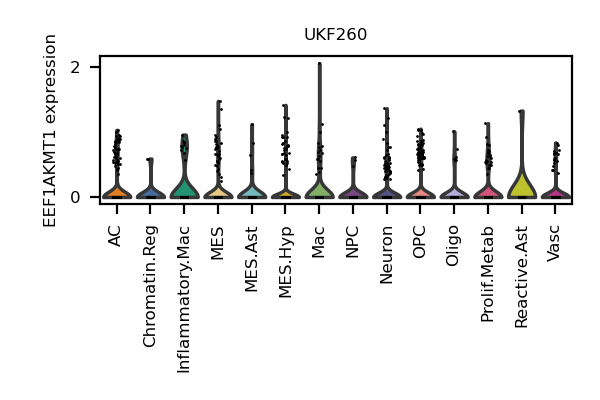 UKF260
EEF1AKMT1 expression
2
0
AC
Chromatin.Reg
Inflammatory.Mac
MES
MES.Ast
MES.Hyp
Mac
NPC
Neuron
OPC
Oligo
Prolif.Metab
Reactive.Ast
Vasc